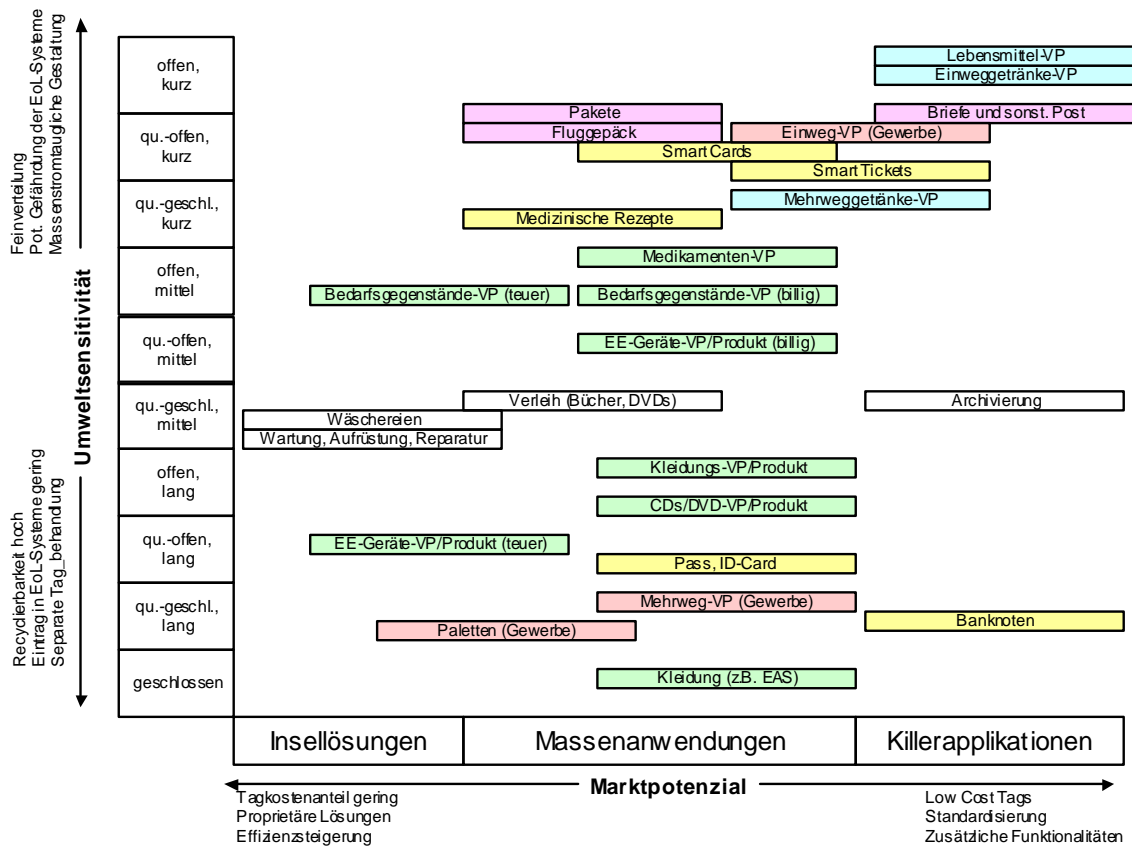 Feinverteilung
Pot. Gefährdung der EoL-Systeme
Massenstromtaugliche Gestaltung
Umweltsensitivität
Recydierbarkeit hoch
Eintrag in EoL-Systeme gering
Separate Tag_behandlung
offen,
kurz
qu.-offen,
kurz
qu.-geschl.,
kurz
offen,
mittel
qu.-offen,
mittel
qu.-geschl.,
mittel
offen,
lang
qu.-offen,
lang
qu.-geschl.,
lang
geschlossen
Lebensmittel-VP
Einweggetränke-VP
Pakete
Briefe und sonst. Post
Fluggepäck
Einweg-VP (Gewerbe)
Smart Cards
Smart Tickets
Mehrweggetränke-VP
Medizinische Rezepte
Medikamenten-VP
Bedarfsgegenstände-VP (teuer)
Bedarfsgegenstände-VP (billig)
EE-Geräte-VP/Produkt (billig)
Verleih (Bücher, DVDs)
Archivierung
Wäschereien
Wartung, Aufrüstung, Reparatur
Kleidungs-VP/Produkt
CDs/DVD-VP/Produkt
EE-Geräte-VP/Produkt (teuer)
Pass, ID-Card
Mehrweg-VP (Gewerbe)
Banknoten
Paletten (Gewerbe)
Kleidung (z.B. EAS)
Insellösungen
Massenanwendungen
Killerapplikationen
Marktpotenzial
Tagkostenanteil gering
Proprietäre Lösungen
Effizienzsteigerung
Low Cost Tags
Standardisierung
Zusätzliche Funktionalitäten